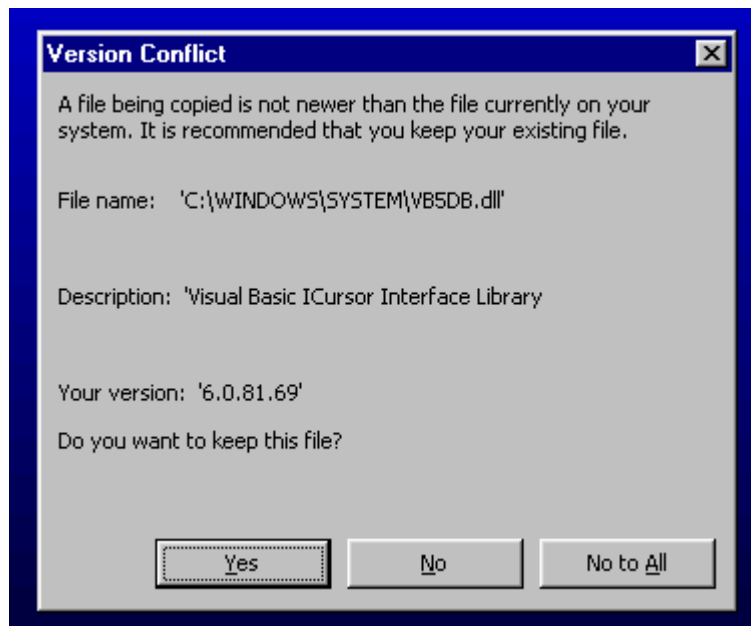 Version Conflict
A file being copied is not newer than the file currently on your
system. It is recommended that you keep your existing file.
File name: 'C:\WINDOWS\SYSTEM\VB5DB.dll'
Description: 'Visual Basic ICursor Interface Library
Your version: '6.0.81.69'
Do you want to keep this file?
Yes No No to All